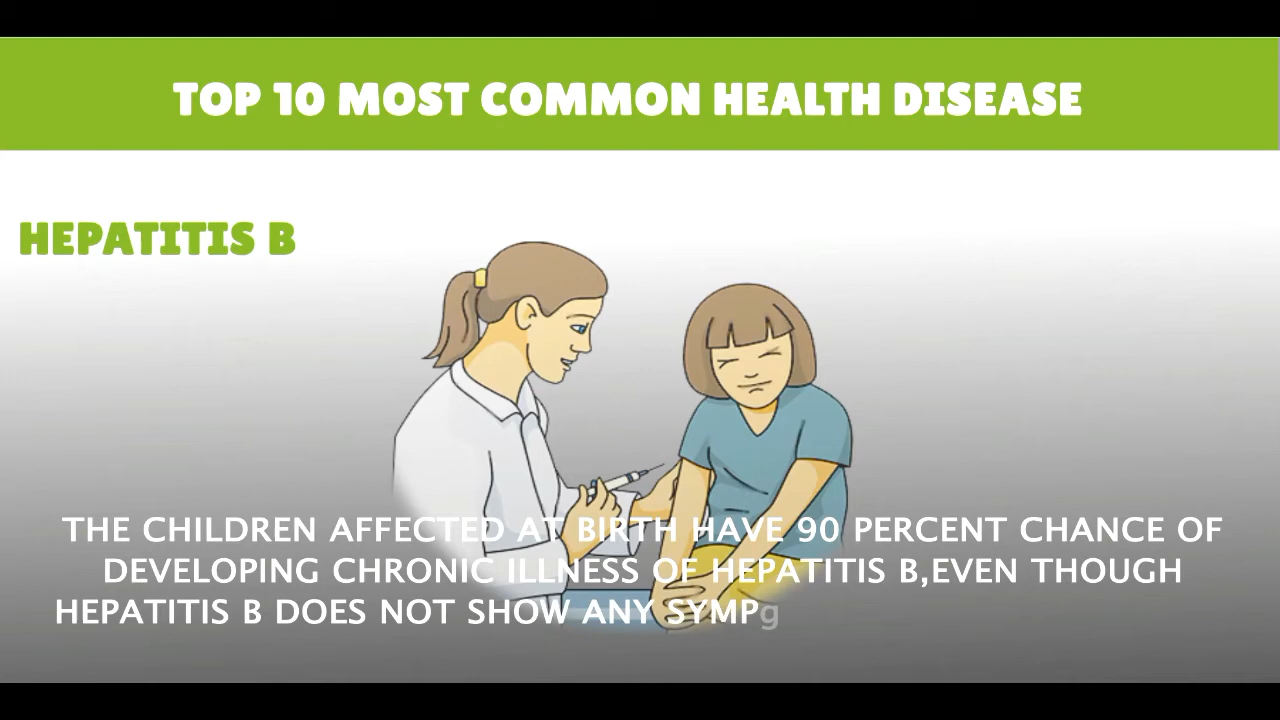 TOP 10 MOST COMMON HEALTH DISEASE
HEPATITIS B
THE CHILDREN AFFECTED AT BIRTH HAVE 90 PERCENT CHANCE OF
DEVELOPING CHRONIC ILLNESS OF HEPATITIS B,EVEN THOUGH
HEPATITIS B DOES NOT SHOW ANY SYMPg